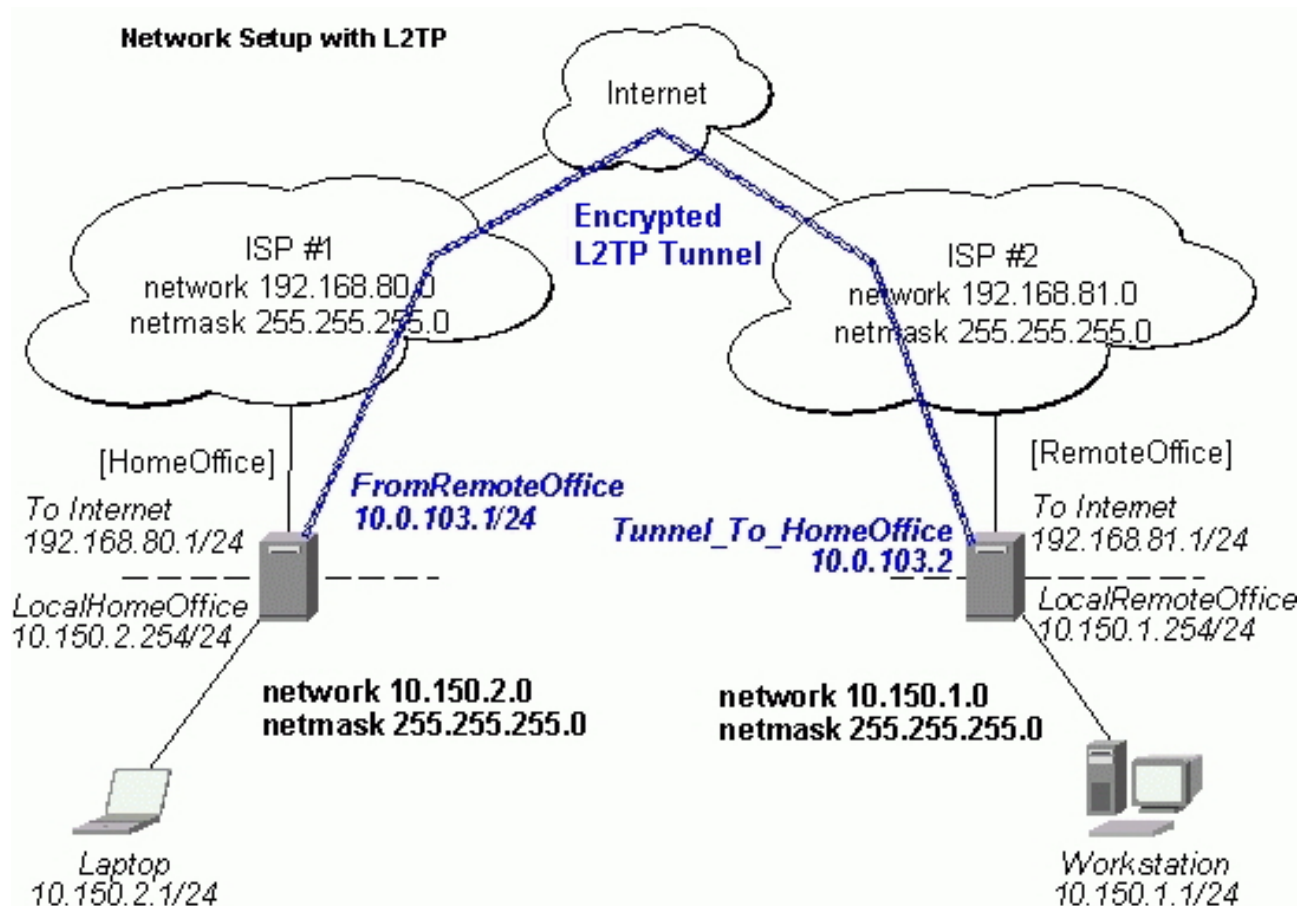 Network Setup with L2TP
Internet
Encrypted
L2TP Tunnel
ISP #1
network 192.168.80.0
netmask 255.255.255.0
ISP #2
network 192.168.81.0
netmask 255.255.255.0
[HomeOffice]
To Internet
192.168.80.1/24
FromRemoteOffice
10.0.103.1/24
Tunnel_To_HomeOffice
10.0.103.2
[RemoteOffice]
To Internet
192.168.81.1/24
LocalHomeOffice
10.150.2.254/24
LocalRemoteOffice
10.150.1.254/24
network 10.150.2.0
netmask 255.255.255.0
network 10.150.1.0
netmask 255.255.255.0
Laptop
10.150.2.1/24
Workstation
10.150.1.1/24